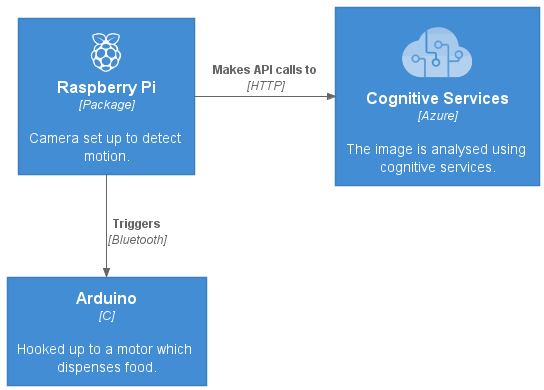 Raspberry Pi
[Package]
Camera set up to detect
motion.
Makes API calls to
[HTTP]
Cognitive Services
[Azure]
The image is analysed using
cognitive services.
Triggers
[Bluetooth]
Arduino
[C]
Hooked up to a motor which
dispenses food.